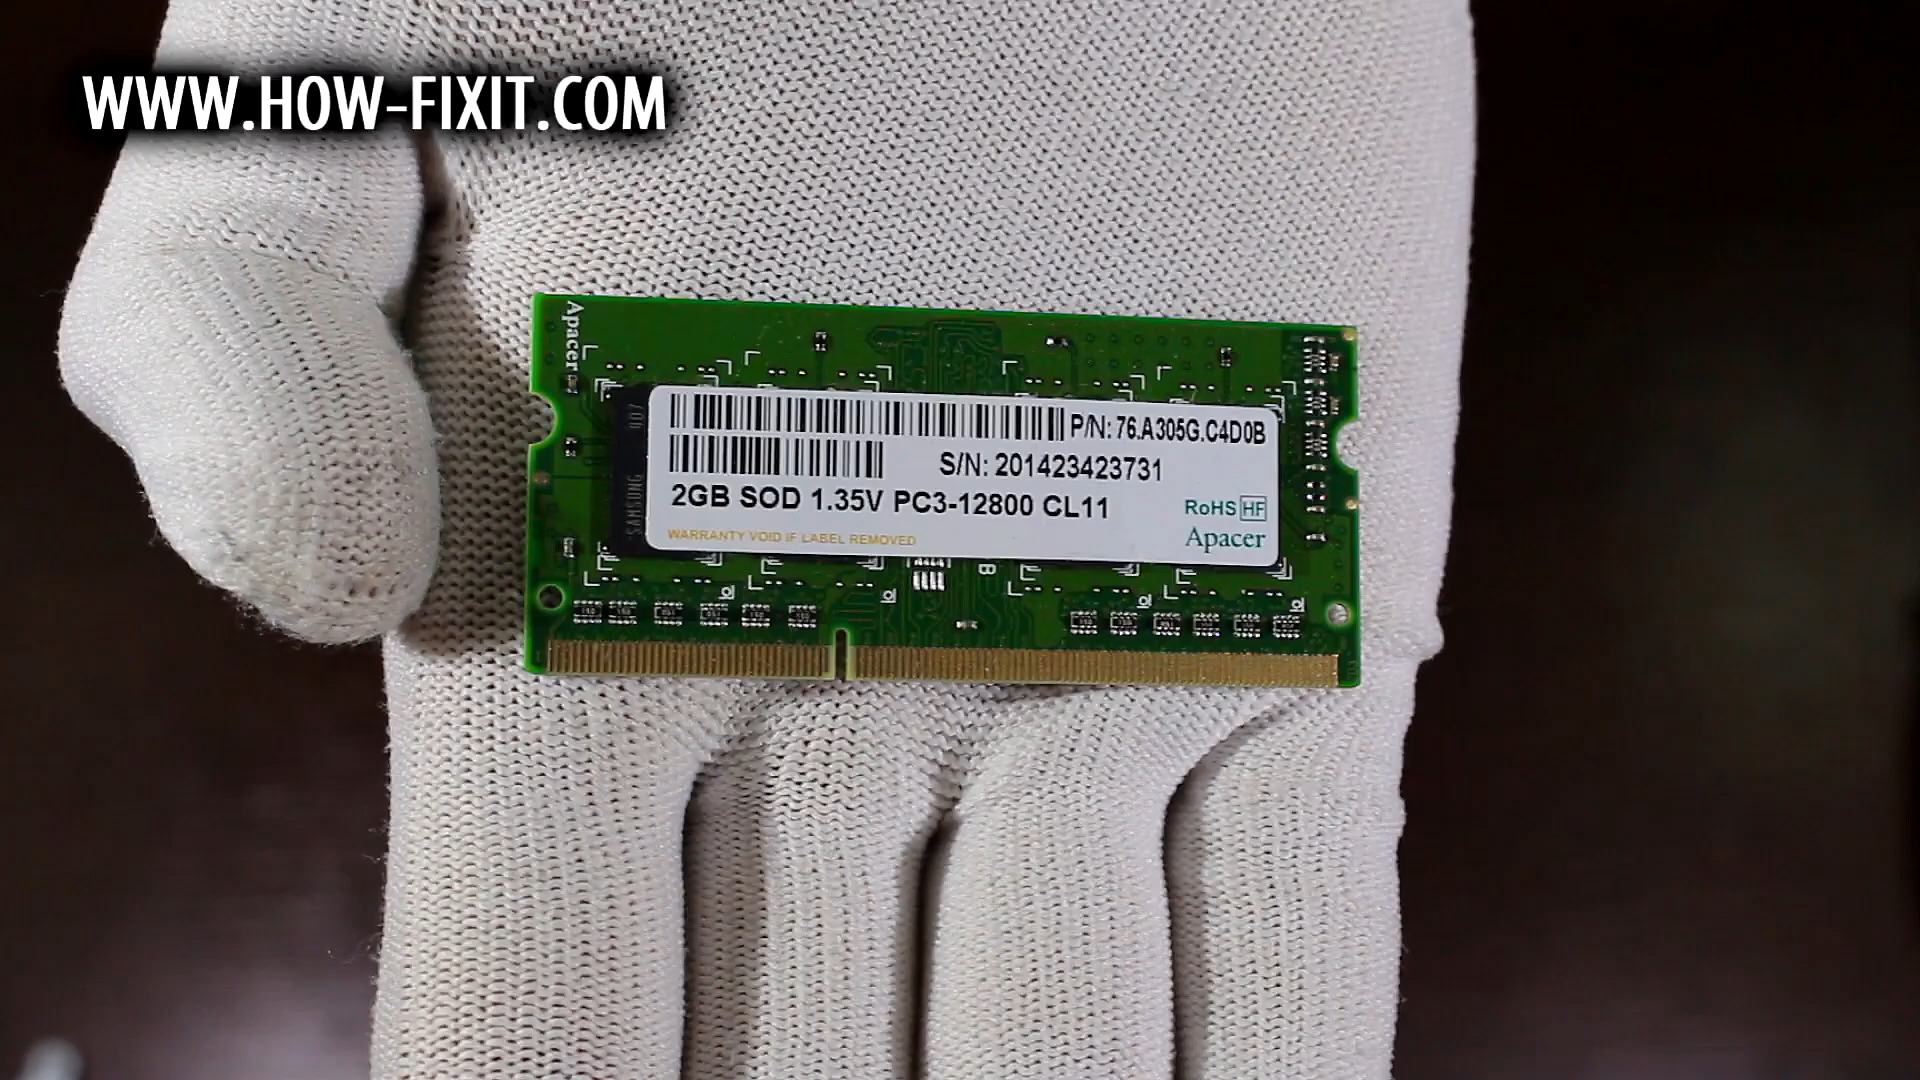 WWW.HOW-FIXIT.COM
Apacer
P/N: 76.A305G.C4D0B
S/N: 201423423731
2GB SOD 1.35V PC3-12800 CL11
RoHS HF
WARRANTY VOID IF LABEL REMOVED
Apacer
SAMSUNG